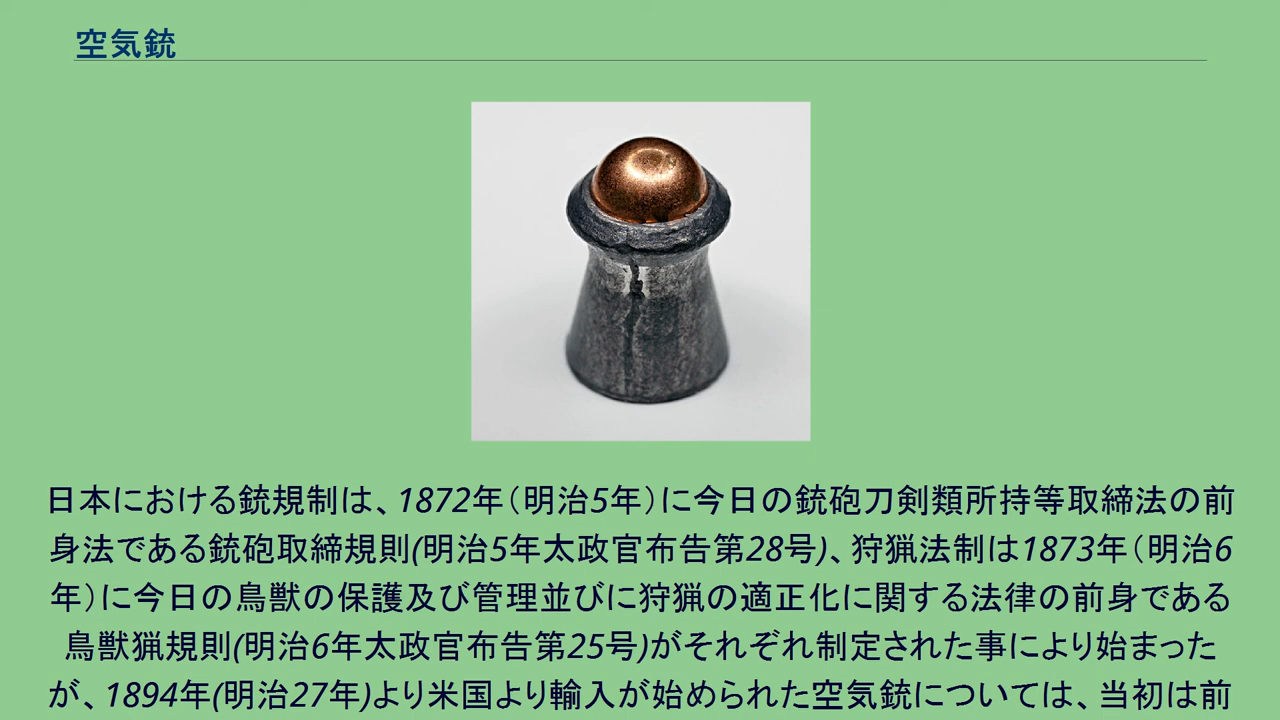 空気銃
日本における銃規制は、1872年（明治5年）に今日の銃砲刀剣類所持等取締法の前
身法である銃砲取締規則(明治5年太政官布告第28号)、狩猟法制は1873年（明治6
年）に今日の鳥獣の保護及び管理並びに狩猟の適正化に関する法律の前身である
鳥獣猟規則(明治6年太政官布告第25号)がそれぞれ制定された事により始まった
が、1894年(明治27年)より米国より輸入が始められた空気銃については、当初は前